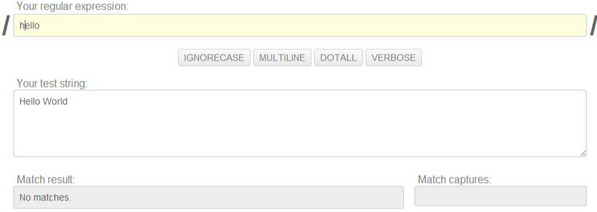 Your regular expression:
/ hello /
IGNORECASE MULTILINE DOTALL VERBOSE
Your test string:
Hello World
Match result: Match captures:
No matches.